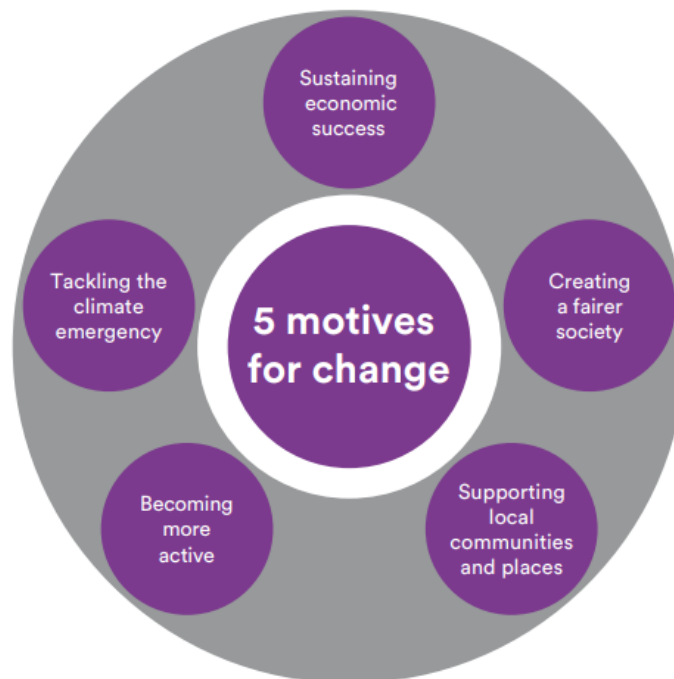 Sustaining
economic
success
Tackling the
climate
emergency
5 motives
for change
Creating
a fairer
society
Becoming
more
active
Supporting
local
communities
and places